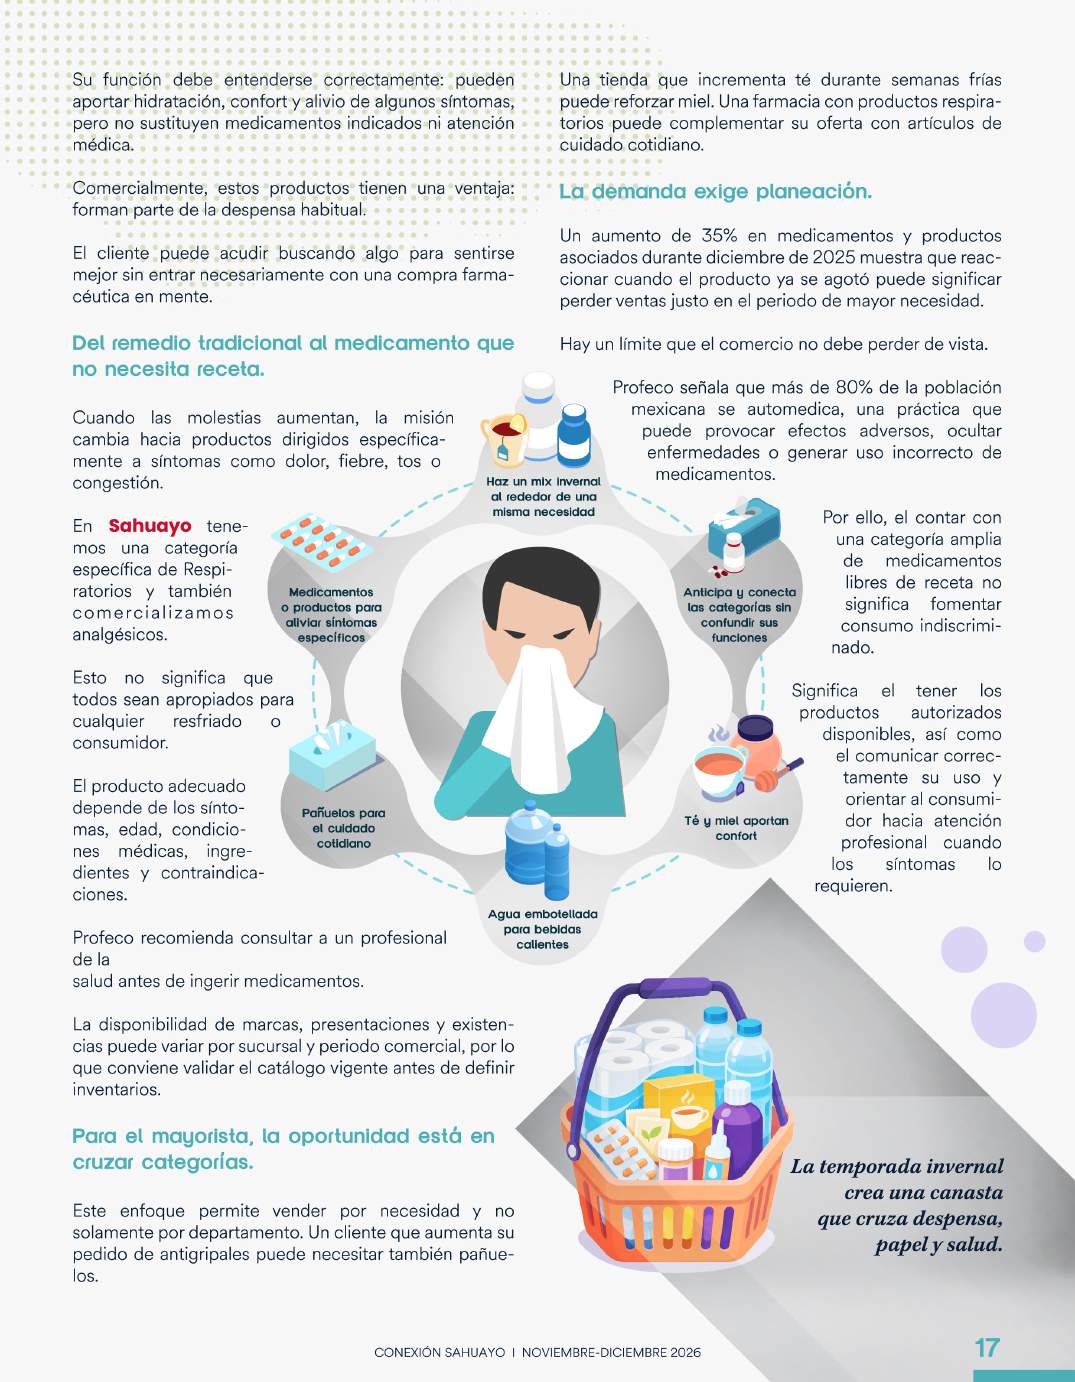 Su función debe entenderse correctamente: pueden
aportar hidratación, confort y alivio de algunos síntomas,
pero no sustituyen medicamentos indicados ni atención
médica.
Comercialmente, estos productos tienen una ventaja:
forman parte de la despensa habitual.
El cliente puede acudir buscando algo para sentirse
mejor sin entrar necesariamente con una compra farma-
céutica en mente.
Del remedio tradicional al medicamento que
no necesita receta.
Cuando las molestias aumentan, la misión
cambia hacia productos dirigidos específica-
mente a síntomas como dolor, fiebre, tos o
congestión.
En Sahuayo tene-
mos una categoría
específica de Respi-
ratorios y también
comercializamos
analgésicos.
Esto no significa que
todos sean apropiados para
cualquier resfriado o
consumidor.
El producto adecuado
depende de los sínto-
mas, edad, condicio-
nes médicas, ingre-
dientes y contraindica-
ciones.
Profeco recomienda consultar a un profesional
de la
salud antes de ingerir medicamentos.
La disponibilidad de marcas, presentaciones y existen-
cias puede variar por sucursal y periodo comercial, por lo
que conviene validar el catálogo vigente antes de definir
inventarios.
Para el mayorista, la oportunidad está en
cruzar categorías.
Este enfoque permite vender por necesidad y no
solamente por departamento. Un cliente que aumenta su
pedido de antigripales puede necesitar también pañue-
los.
Una tienda que incrementa té durante semanas frías
puede reforzar miel. Una farmacia con productos respira-
torios puede complementar su oferta con artículos de
cuidado cotidiano.
La demanda exige planeación.
Un aumento de 35% en medicamentos y productos
asociados durante diciembre de 2025 muestra que reac-
cionar cuando el producto ya se agotó puede significar
perder ventas justo en el periodo de mayor necesidad.
Hay un límite que el comercio no debe perder de vista.
Profeco señala que más de 80% de la población
mexicana se automedica, una práctica que
puede provocar efectos adversos, ocultar
enfermedades o generar uso incorrecto de
medicamentos.
Por ello, el contar con
una categoría amplia
de medicamentos
libres de receta no
significa fomentar
consumo indiscrimi-
nado.
Significa el tener los
productos autorizados
disponibles, así como
el comunicar correc-
tamente su uso y
orientar al consumi-
dor hacia atención
profesional cuando
los síntomas lo
requieren.
Haz un mix invernal
al rededor de una
misma necesidad
Anticipa y conecta
las categorías sin
confundir sus
funciones
Té y miel aportan
confort
Agua embotellada
para bebidas
calientes
Pañuelos para
el cuidado
cotidiano
Medicamentos
o productos para
aliviar síntomas
específicos
La temporada invernal
crea una canasta
que cruza despensa,
papel y salud.
CONEXIÓN SAHUAYO I NOVIEMBRE-DICIEMBRE 2026
17